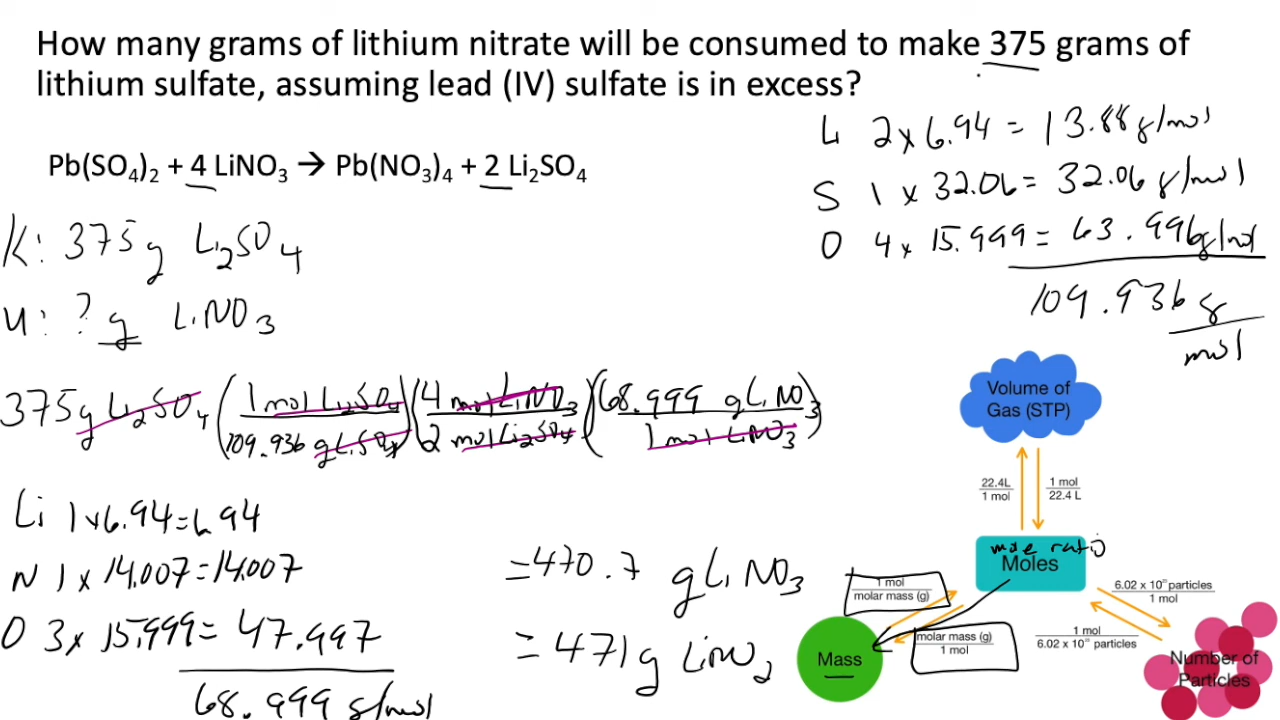 How many grams of lithium nitrate will be consumed to make 375 grams of
lithium sulfate, assuming lead (IV) sulfate is in excess?
Pb(SO₄)₂ + 4 LiNO₃ → Pb(NO₃)₄ + 2 Li₂SO₄
Li 2 x 6.94 = 13.88 g/mol
S 1 x 32.06 = 32.06 g/mol
O 4 x 15.999 = 63.996 g/mol
109.936 g/mol
K: 375 g Li₂SO₄
U: ? g LiNO₃
375 g Li₂SO₄ (1 mol Li₂SO₄ / 109.936 g Li₂SO₄) (4 mol LiNO₃ / 2 mol Li₂SO₄) (68.999 g LiNO₃ / 1 mol LiNO₃)
Li 1 x 6.94 = 6.94
N 1 x 14.007 = 14.007
O 3 x 15.999 = 47.997
68.999 g/mol
= 470.7 g LiNO₃
= 471 g LiNO₃
Volume of
Gas (STP)
22.4L / 1 mol
1 mol / 22.4 L
mole ratio
Moles
1 mol / molar mass (g)
molar mass (g) / 1 mol
6.02 x 10²³ particles / 1 mol
1 mol / 6.02 x 10²³ particles
Mass
Number of
Particles